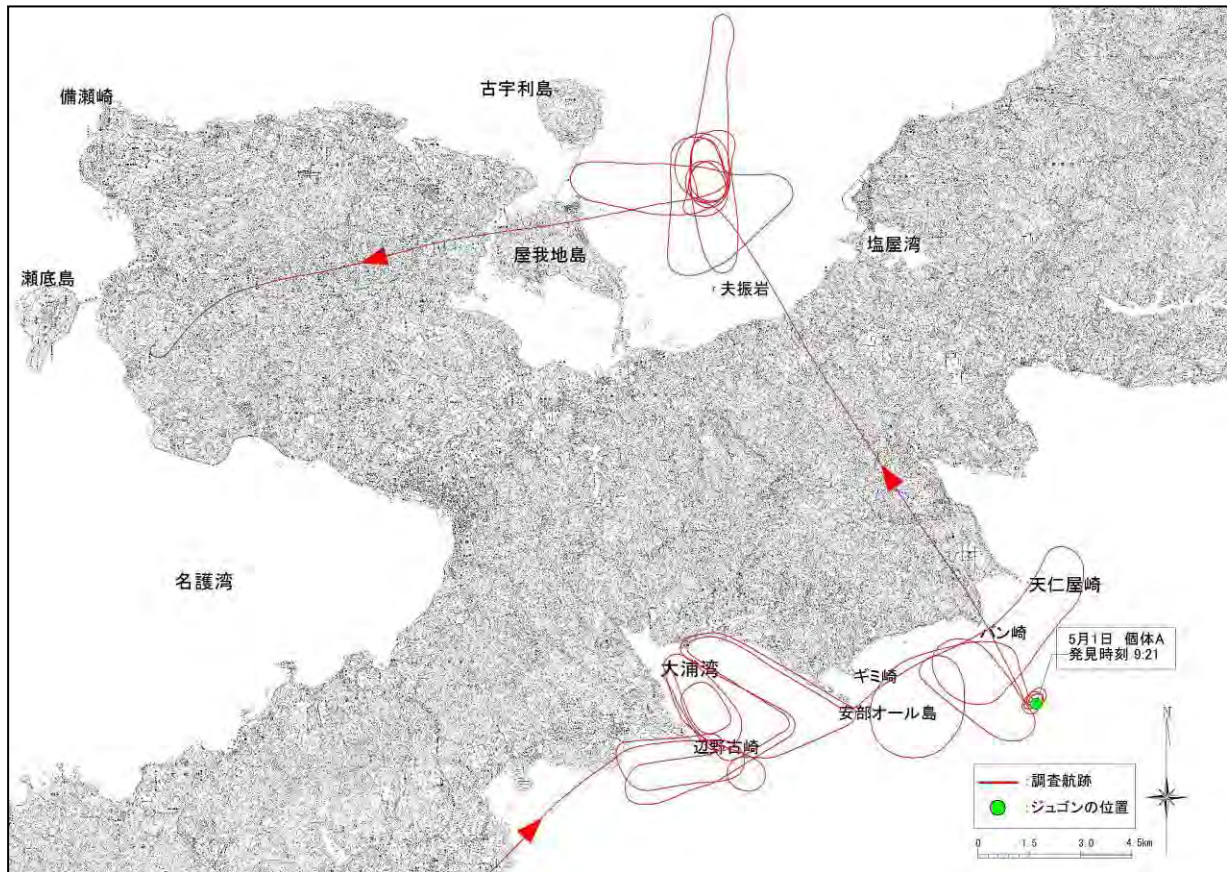 古宇利島
備瀬崎
塩屋湾
屋我地島
瀬底島
夫振岩
名護湾
天仁屋崎
バン崎
5月1日 個体A
発見時刻 9:21
大浦湾
ギミ崎
安部オール島
辺野古崎
N
:調査航跡
:ジュゴンの位置
0 1.5 3.0 4.5km